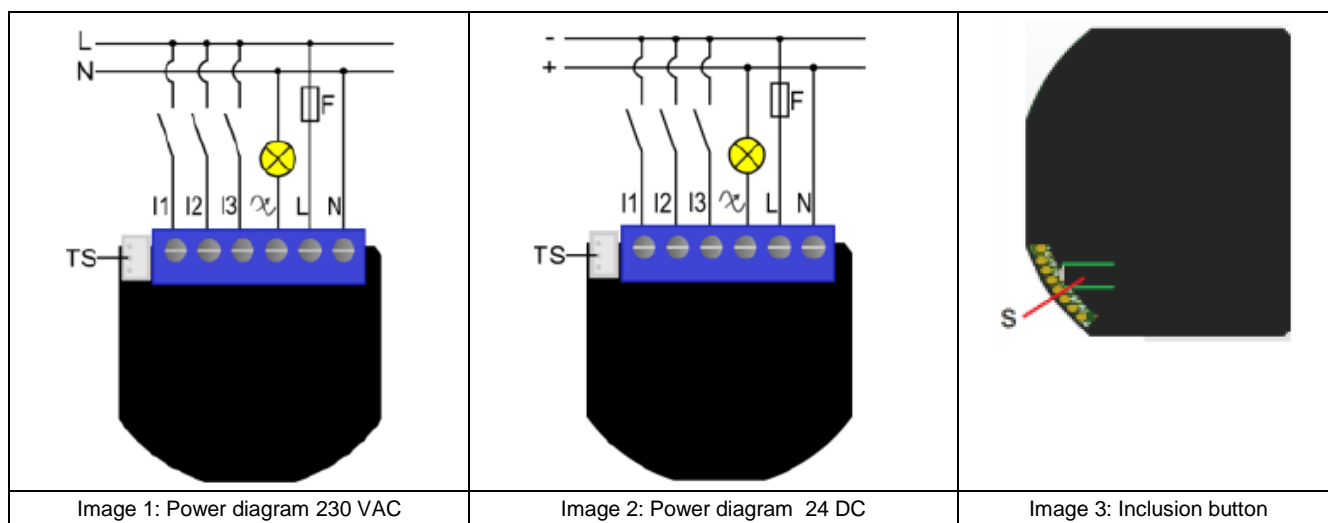 L
N
F
I1 I2 I3 L N
TS
Image 1: Power diagram 230 VAC
-
+
F
I1 I2 I3 L N
TS
Image 2: Power diagram 24 DC
S
Image 3: Inclusion button